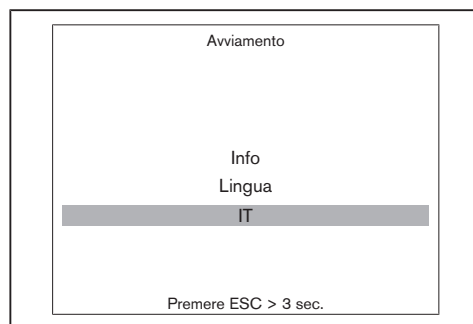 Avviamento
Info
Lingua
IT
Premere ESC > 3 sec.